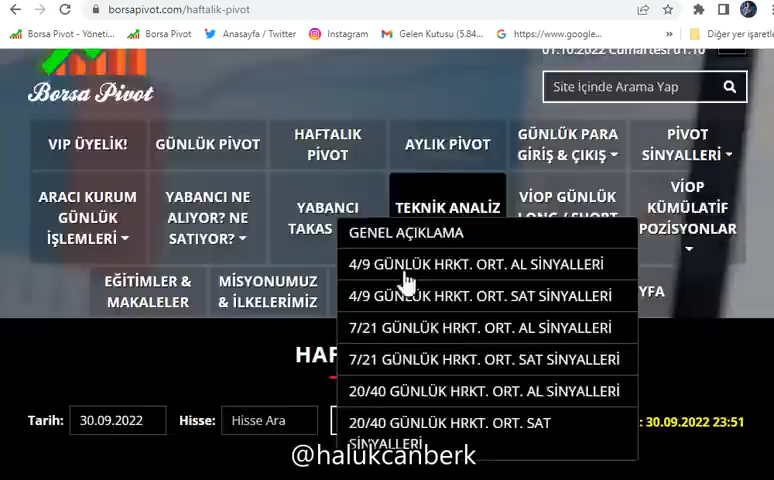 borsapivot.com/haftalik-pivot
Borsa Pivot - Yöneti...
Borsa Pivot
Anasayfa / Twitter
Instagram
Gelen Kutusu (5.84...
https://www.google...
»
Diğer yer işaretle
01.10.2022 Cumartesi 01:10
Borsa Pivot
Site İçinde Arama Yap
VIP ÜYELİK!
GÜNLÜK PİVOT
HAFTALIK
PİVOT
AYLIK PİVOT
GÜNLÜK PARA
GİRİŞ & ÇIKIŞ
PİVOT
SİNYALLERİ
ARACI KURUM
GÜNLÜK
İŞLEMLERİ
YABANCI NE
ALIYOR? NE
SATIYOR?
YABANCI
TAKAS
TEKNİK ANALİZ
VİOP GÜNLÜK
LONG / SHORT
VİOP
KÜMÜLATİF
POZİSYONLAR
GENEL AÇIKLAMA
4/9 GÜNLÜK HRKT. ORT. AL SİNYALLERİ
4/9 GÜNLÜK HRKT. ORT. SAT SİNYALLERİ
7/21 GÜNLÜK HRKT. ORT. AL SİNYALLERİ
7/21 GÜNLÜK HRKT. ORT. SAT SİNYALLERİ
20/40 GÜNLÜK HRKT. ORT. AL SİNYALLERİ
20/40 GÜNLÜK HRKT. ORT. SAT
SİNYALLERİ
EĞİTİMLER &
MAKALELER
MİSYONUMUZ
& İLKELERİMİZ
YFA
HAF
Tarih:
30.09.2022
Hisse:
Hisse Ara
: 30.09.2022 23:51
@halukcanberk